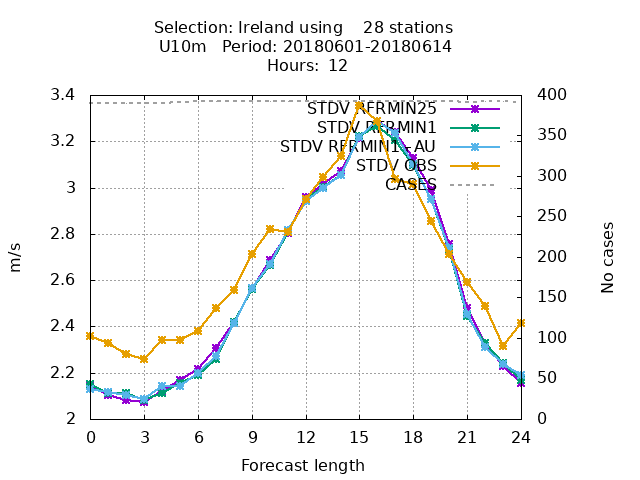 Selection: Ireland using    28 stations
U10m   Period: 20180601-20180614
Hours:  12
3.4
3.2
3
2.8
2.6
2.4
2.2
2
m/s
STDV RFRMIN25
STDV RFRMIN1
STDV RFRMIN1-AU
STDV OBS
CASES
400
350
300
250
200
150
100
50
0
No cases
0 3 6 9 12 15 18 21 24
Forecast length